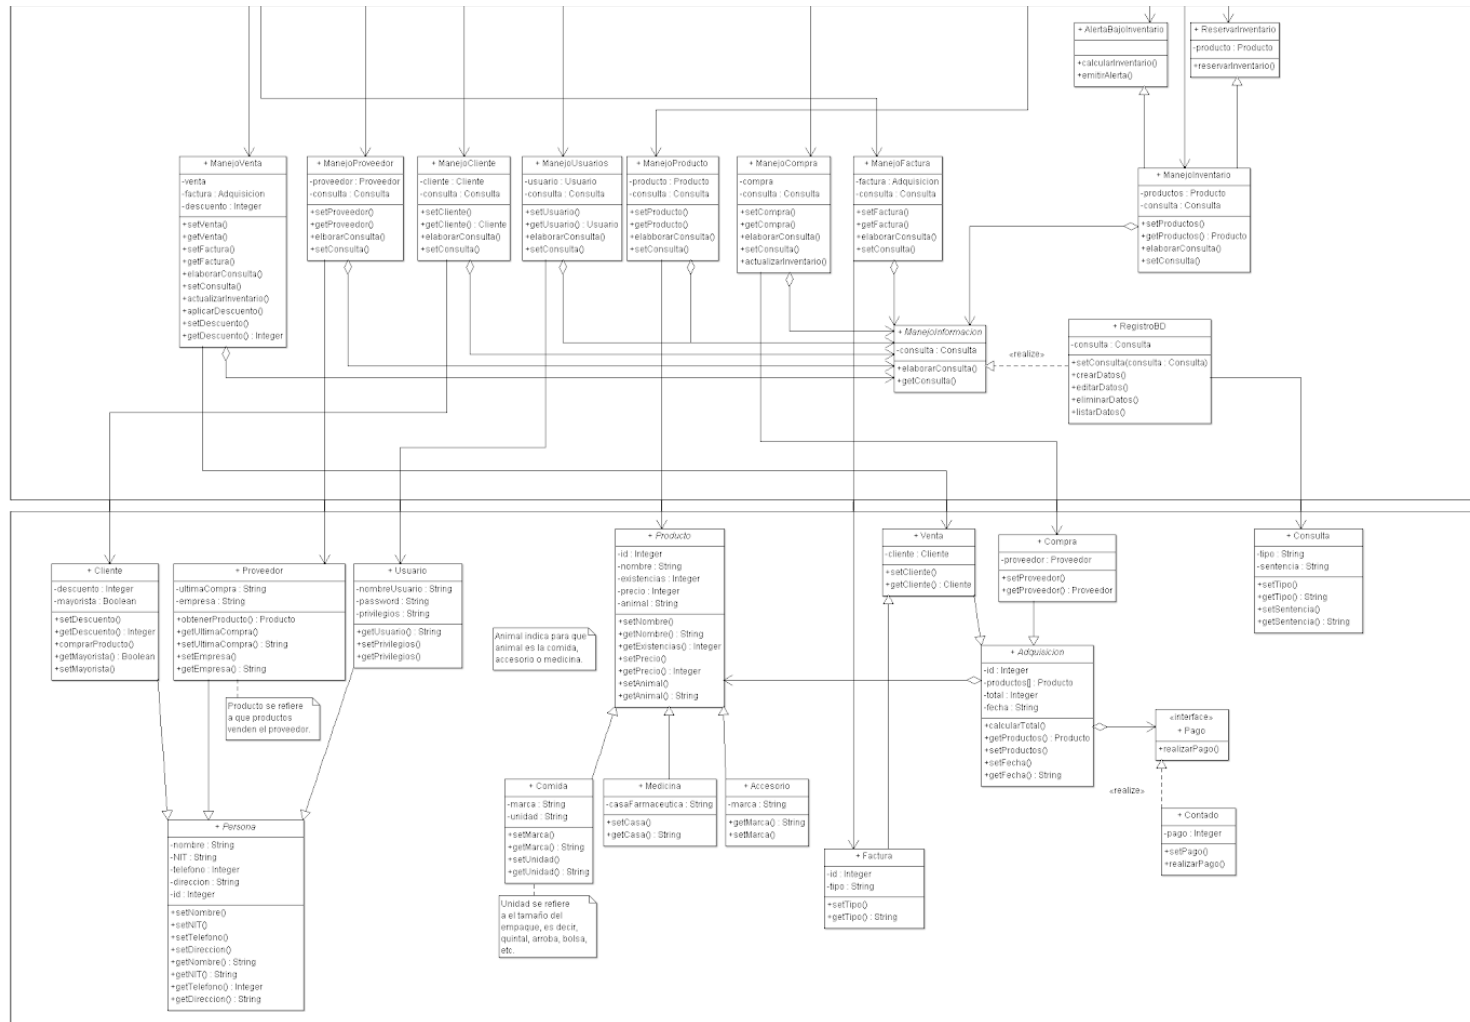 + AlertaBajoInventario
+calcularInventario()
+emitirAlerta()
+ ReservarInventario
-producto : Producto
+reservarInventario()
+ ManejoVenta
-venta
-factura : Adquisicion
-descuento : Integer
+setVenta()
+getVenta()
+setFactura()
+getFactura()
+elaborarConsulta()
+setConsulta()
+actualizarInventario()
+aplicarDescuento()
+setDescuento()
+getDescuento() : Integer
+ ManejoProveedor
-proveedor : Proveedor
-consulta : Consulta
+setProveedor()
+getProveedor()
+elborarConsulta()
+setConsulta()
+ ManejoCliente
-cliente : Cliente
-consulta : Consulta
+setCliente()
+getCliente() : Cliente
+elaborarConsulta()
+setConsulta()
+ ManejoUsuarios
-usuario : Usuario
-consulta : Consulta
+setUsuario()
+getUsuario() : Usuario
+elaborarConsulta()
+setConsulta()
+ ManejoProducto
-producto : Producto
-consulta : Consulta
+setProducto()
+getProducto()
+elabborarConsulta()
+setConsulta()
+ ManejoCompra
-compra
-consulta : Consulta
+setCompra()
+getCompra()
+elaborarConsulta()
+setConsulta()
+actualizarInventario()
+ ManejoFactura
-factura : Adquisicion
-consulta : Consulta
+setFactura()
+getFactura()
+elaborarConsulta()
+setConsulta()
+ ManejoInventario
-productos : Producto
-consulta : Consulta
+setProductos()
+getProductos() : Producto
+elaborarConsulta()
+setConsulta()
+ ManejoInformacion
-consulta : Consulta
+elaborarConsulta()
+getConsulta()
«realize»
+ RegistroBD
-consulta : Consulta
+setConsulta(consulta : Consulta)
+crearDatos()
+editarDatos()
+eliminarDatos()
+listarDatos()
+ Cliente
-descuento : Integer
-mayorista : Boolean
+setDescuento()
+getDescuento() : Integer
+comprarProducto()
+getMayorista() : Boolean
+setMayorista()
+ Proveedor
-ultimaCompra : String
-empresa : String
+obtenerProducto() : Producto
+getUltimaCompra()
+setUltimaCompra() : String
+setEmpresa()
+getEmpresa() : String
Producto se refiere
a que productos
venden el proveedor.
+ Usuario
-nombreUsuario : String
-password : String
-privilegios : String
+getUsuario() : String
+setPrivilegios()
+getPrivilegios()
Animal indica para que
animal es la comida,
accesorio o medicina.
+ Producto
-id : Integer
-nombre : String
-existencias : Integer
-precio : Integer
-animal : String
+setNombre()
+getNombre() : String
+getExistencias() : Integer
+setPrecio()
+getPrecio() : Integer
+setAnimal()
+getAnimal() : String
+ Venta
-cliente : Cliente
+setCliente()
+getCliente() : Cliente
+ Compra
-proveedor : Proveedor
+setProveedor()
+getProveedor() : Proveedor
+ Consulta
-tipo : String
-sentencia : String
+setTipo()
+getTipo() : String
+setSentencia()
+getSentencia() : String
+ Adquisicion
-id : Integer
-productos[] : Producto
-total : Integer
-fecha : String
+calcularTotal()
+getProductos() : Producto
+setProductos()
+setFecha()
+getFecha() : String
«interface»
+ Pago
+realizarPago()
«realize»
+ Contado
-pago : Integer
+setPago()
+realizarPago()
+ Comida
-marca : String
-unidad : String
+setMarca()
+getMarca() : String
+setUnidad()
+getUnidad() : String
Unidad se refiere
a el tamaño del
empaque, es decir,
quintal, arroba, bolsa,
etc.
+ Medicina
-casaFarmaceutica : String
+setCasa()
+getCasa() : String
+ Accesorio
-marca : String
+getMarca() : String
+setMarca()
+ Factura
-id : Integer
-tipo : String
+setTipo()
+getTipo() : String
+ Persona
-nombre : String
-NIT : String
-telefono : Integer
-direccion : String
-id : Integer
+setNombre()
+setNIT()
+setTelefono()
+setDireccion()
+getNombre() : String
+getNIT() : String
+getTelefono() : Integer
+getDireccion() : String